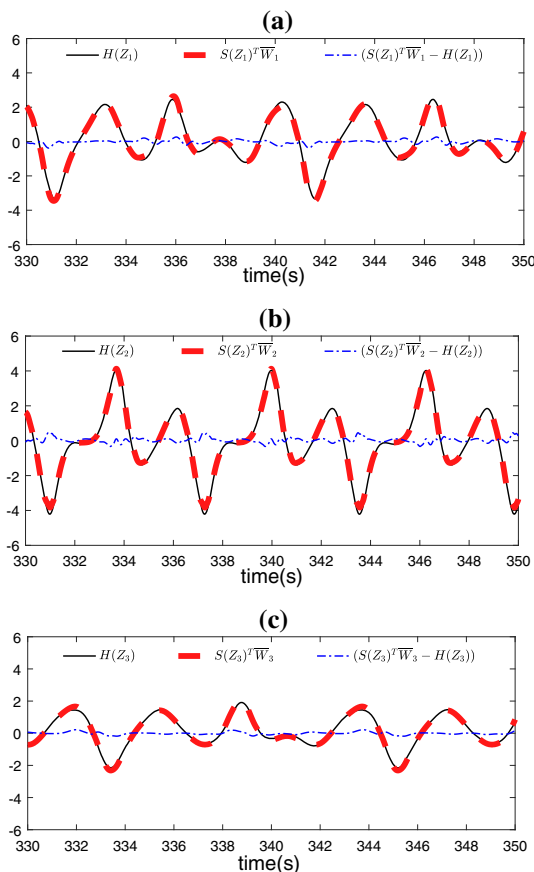 (a)
H(Z₁) S(Z₁)ᵀW̅₁ (S(Z₁)ᵀW̅₁ − H(Z₁))
6
4
2
0
-2
-4
-6
330 332 334 336 338 340 342 344 346 348 350
time(s)
(b)
H(Z₂) S(Z₂)ᵀW̅₂ (S(Z₂)ᵀW̅₂ − H(Z₂))
6
4
2
0
-2
-4
-6
330 332 334 336 338 340 342 344 346 348 350
time(s)
(c)
H(Z₃) S(Z₃)ᵀW̅₃ (S(Z₃)ᵀW̅₃ − H(Z₃))
6
4
2
0
-2
-4
-6
330 332 334 336 338 340 342 344 346 348 350
time(s)